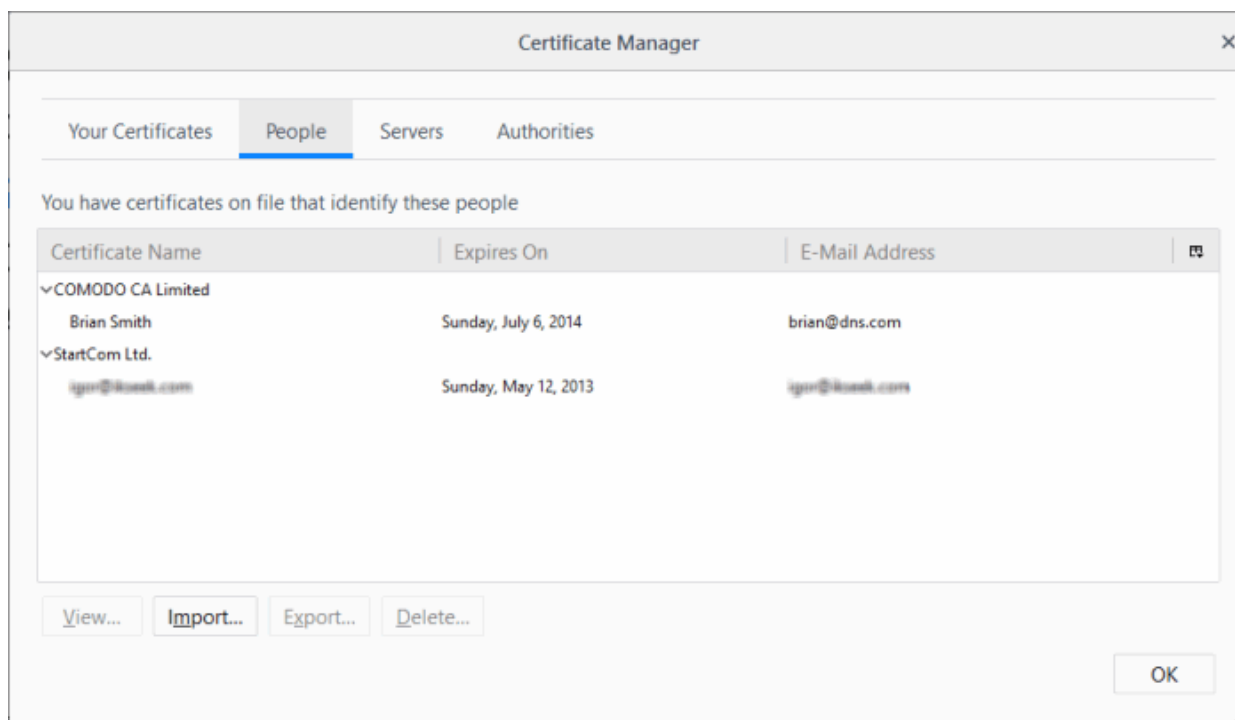 Certificate Manager
Your Certificates People Servers Authorities
You have certificates on file that identify these people
Certificate Name Expires On E-Mail Address
COMODO CA Limited
Brian Smith Sunday, July 6, 2014 brian@dns.com
StartCom Ltd.
Sunday, May 12, 2013
View... Import... Export... Delete...
OK